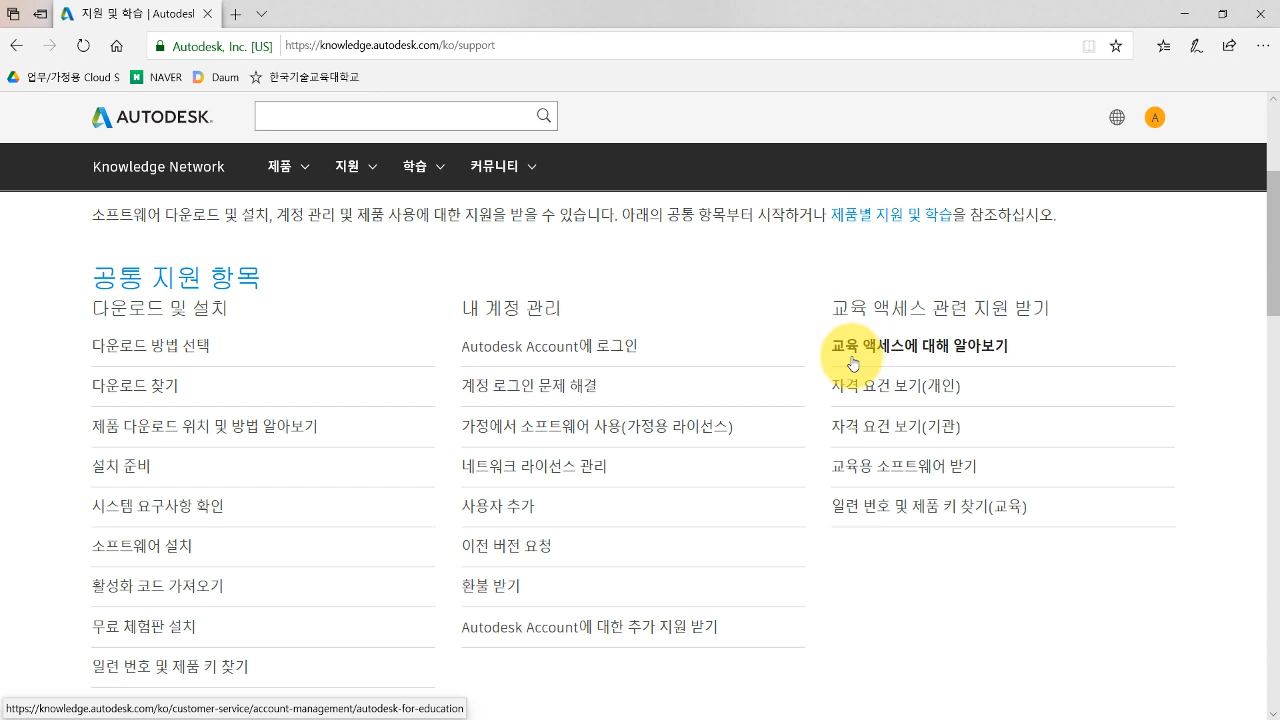 지원 및 학습 | Autodesl
Autodesk, Inc. [US]
https://knowledge.autodesk.com/ko/support
업무/가정용 Cloud S
NAVER
Daum
한국기술교육대학교
AUTODESK.
A
Knowledge Network
제품
지원
학습
커뮤니티
소프트웨어 다운로드 및 설치, 계정 관리 및 제품 사용에 대한 지원을 받을 수 있습니다. 아래의 공통 항목부터 시작하거나 제품별 지원 및 학습을 참조하십시오.
공통 지원 항목
다운로드 및 설치
다운로드 방법 선택
다운로드 찾기
제품 다운로드 위치 및 방법 알아보기
설치 준비
시스템 요구사항 확인
소프트웨어 설치
활성화 코드 가져오기
무료 체험판 설치
일련 번호 및 제품 키 찾기
내 계정 관리
Autodesk Account에 로그인
계정 로그인 문제 해결
가정에서 소프트웨어 사용(가정용 라이선스)
네트워크 라이선스 관리
사용자 추가
이전 버전 요청
환불 받기
Autodesk Account에 대한 추가 지원 받기
교육 액세스 관련 지원 받기
교육 액세스에 대해 알아보기
자격 요건 보기(개인)
자격 요건 보기(기관)
교육용 소프트웨어 받기
일련 번호 및 제품 키 찾기(교육)
https://knowledge.autodesk.com/ko/customer-service/account-management/autodesk-for-education